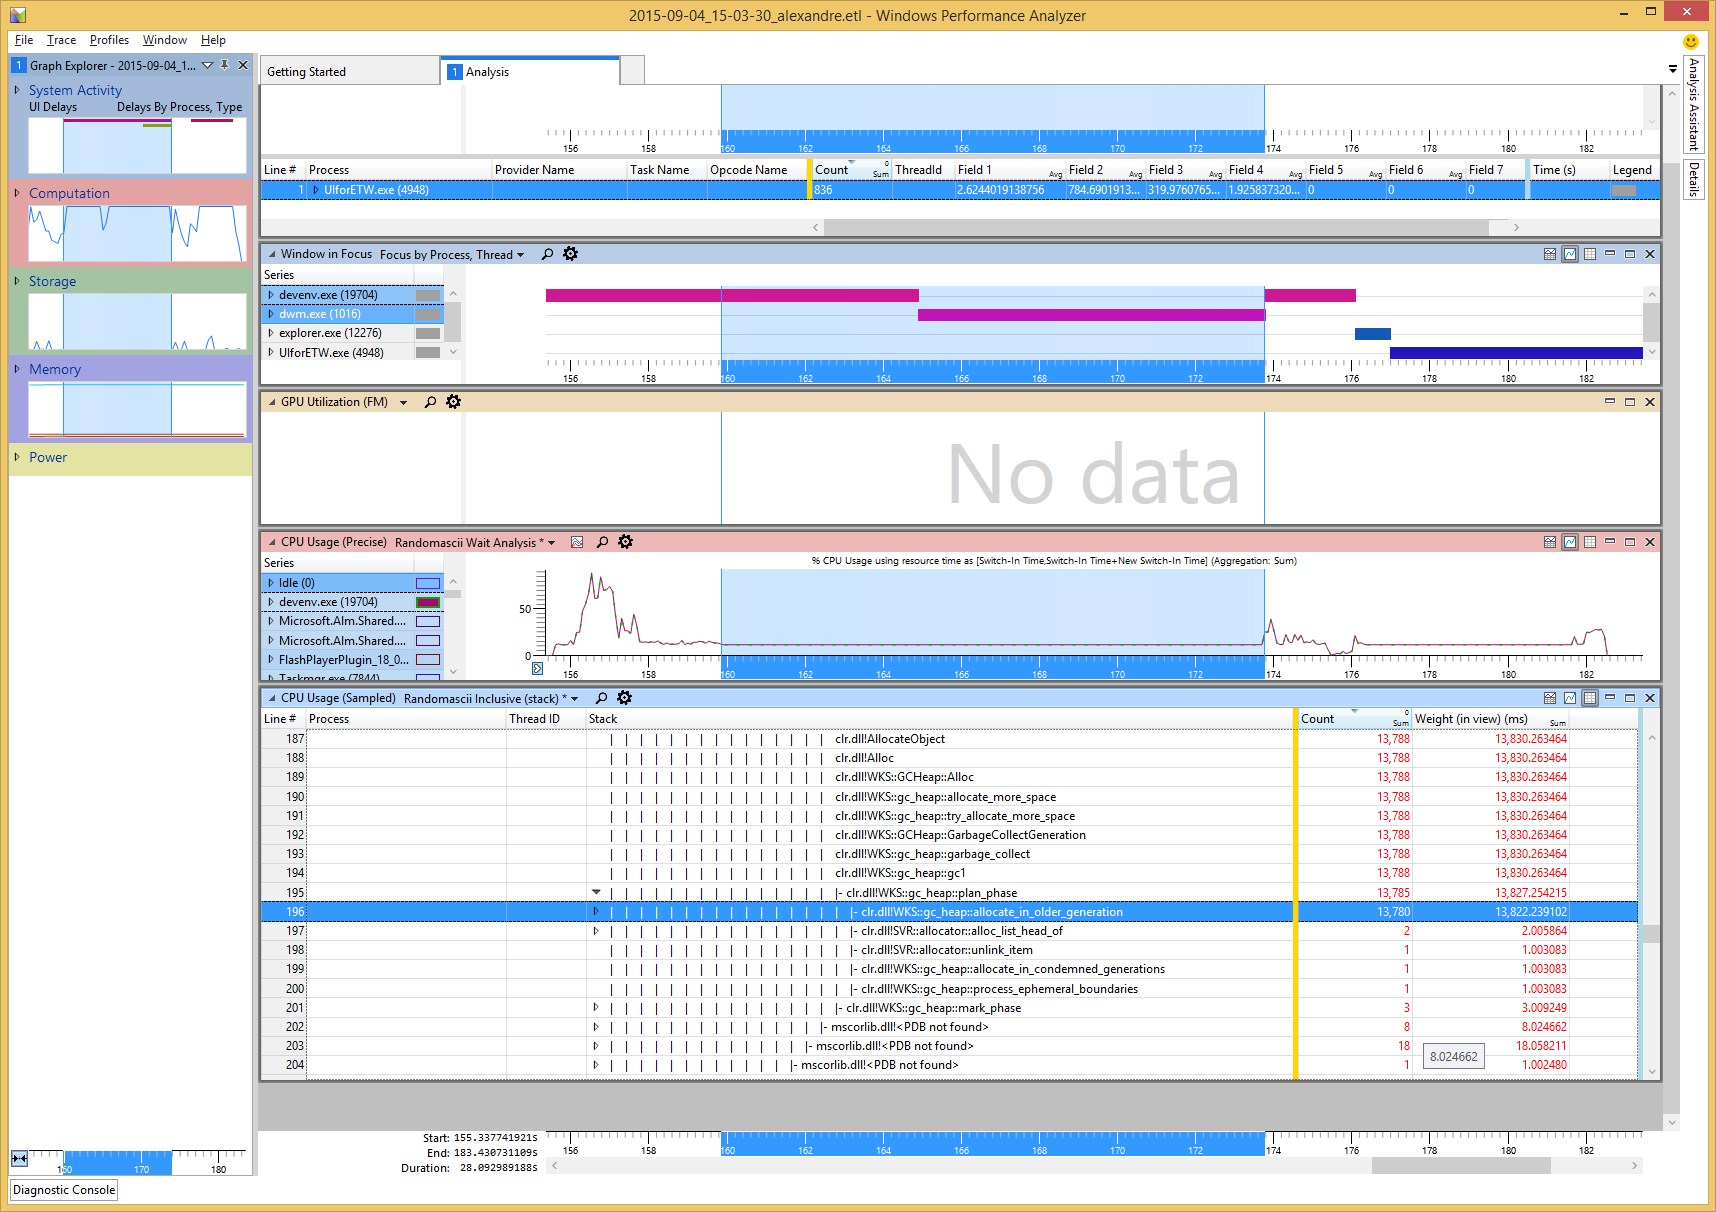 2015-09-04_15-03-30_alexandre.etl - Windows Performance Analyzer
File Trace Profiles Window Help
1 Graph Explorer - 2015-09-04_1...
System Activity
UI Delays Delays By Process, Type
Computation
Storage
Memory
Power
160 170 180
Diagnostic Console
Getting Started
1 Analysis
Analysis Assistant
Details
156 158 160 162 164 166 168 170 172 174 176 178 180 182
Line # Process Provider Name Task Name Opcode Name Count 0 Sum ThreadId Field 1 Avg Field 2 Avg Field 3 Avg Field 4 Avg Field 5 Avg Field 6 Avg Field 7 Time (s) Legend
1 UIforETW.exe (4948) 836 2.6244019138756 784.6901913... 319.9760765... 1.925837320... 0 0 0
Window in Focus Focus by Process, Thread
Series
devenv.exe (19704)
dwm.exe (1016)
explorer.exe (12276)
UIforETW.exe (4948)
156 158 160 162 164 166 168 170 172 174 176 178 180 182
GPU Utilization (FM)
No data
CPU Usage (Precise) Randomascii Wait Analysis *
Series
% CPU Usage using resource time as [Switch-In Time,Switch-In Time+New Switch-In Time] (Aggregation: Sum)
Idle (0)
devenv.exe (19704)
Microsoft.Alm.Shared....
Microsoft.Alm.Shared....
FlashPlayerPlugin_18_0...
Taskmgr.exe (7844)
50
0
156 158 160 162 164 166 168 170 172 174 176 178 180 182
CPU Usage (Sampled) Randomascii Inclusive (stack) *
Line # Process Thread ID Stack Count 0 Sum Weight (in view) (ms) Sum
187 clr.dll!AllocateObject 13,788 13,830.263464
188 clr.dll!Alloc 13,788 13,830.263464
189 clr.dll!WKS::GCHeap::Alloc 13,788 13,830.263464
190 clr.dll!WKS::gc_heap::allocate_more_space 13,788 13,830.263464
191 clr.dll!WKS::gc_heap::try_allocate_more_space 13,788 13,830.263464
192 clr.dll!WKS::GCHeap::GarbageCollectGeneration 13,788 13,830.263464
193 clr.dll!WKS::gc_heap::garbage_collect 13,788 13,830.263464
194 clr.dll!WKS::gc_heap::gc1 13,788 13,830.263464
195 |- clr.dll!WKS::gc_heap::plan_phase 13,785 13,827.254215
196 |- clr.dll!WKS::gc_heap::allocate_in_older_generation 13,780 13,822.239102
197 |- clr.dll!SVR::allocator::alloc_list_head_of 2 2.005864
198 |- clr.dll!SVR::allocator::unlink_item 1 1.003083
199 |- clr.dll!WKS::gc_heap::allocate_in_condemned_generations 1 1.003083
200 |- clr.dll!WKS::gc_heap::process_ephemeral_boundaries 1 1.003083
201 |- clr.dll!WKS::gc_heap::mark_phase 3 3.009249
202 |- mscorlib.dll!<PDB not found> 8 8.024662
203 |- mscorlib.dll!<PDB not found> 18 18.058211
204 |- mscorlib.dll!<PDB not found> 1 1.002480
8.024662
Start: 155.337741921s
End: 183.430731109s
Duration: 28.092989188s
156 158 160 162 164 166 168 170 172 174 176 178 180 182